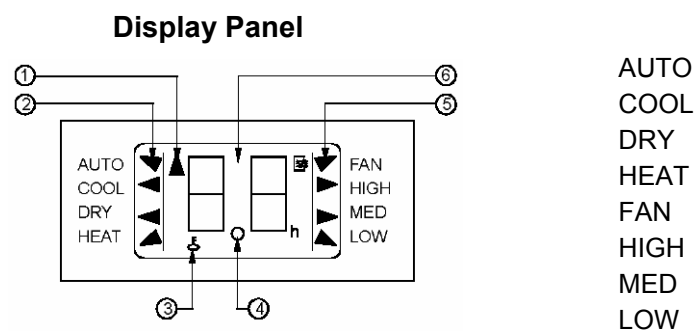 Display Panel
① ⑥
② ⑤
AUTO FAN
COOL HIGH
DRY MED
HEAT h LOW
③ ④
AUTO
COOL
DRY
HEAT
FAN
HIGH
MED
LOW